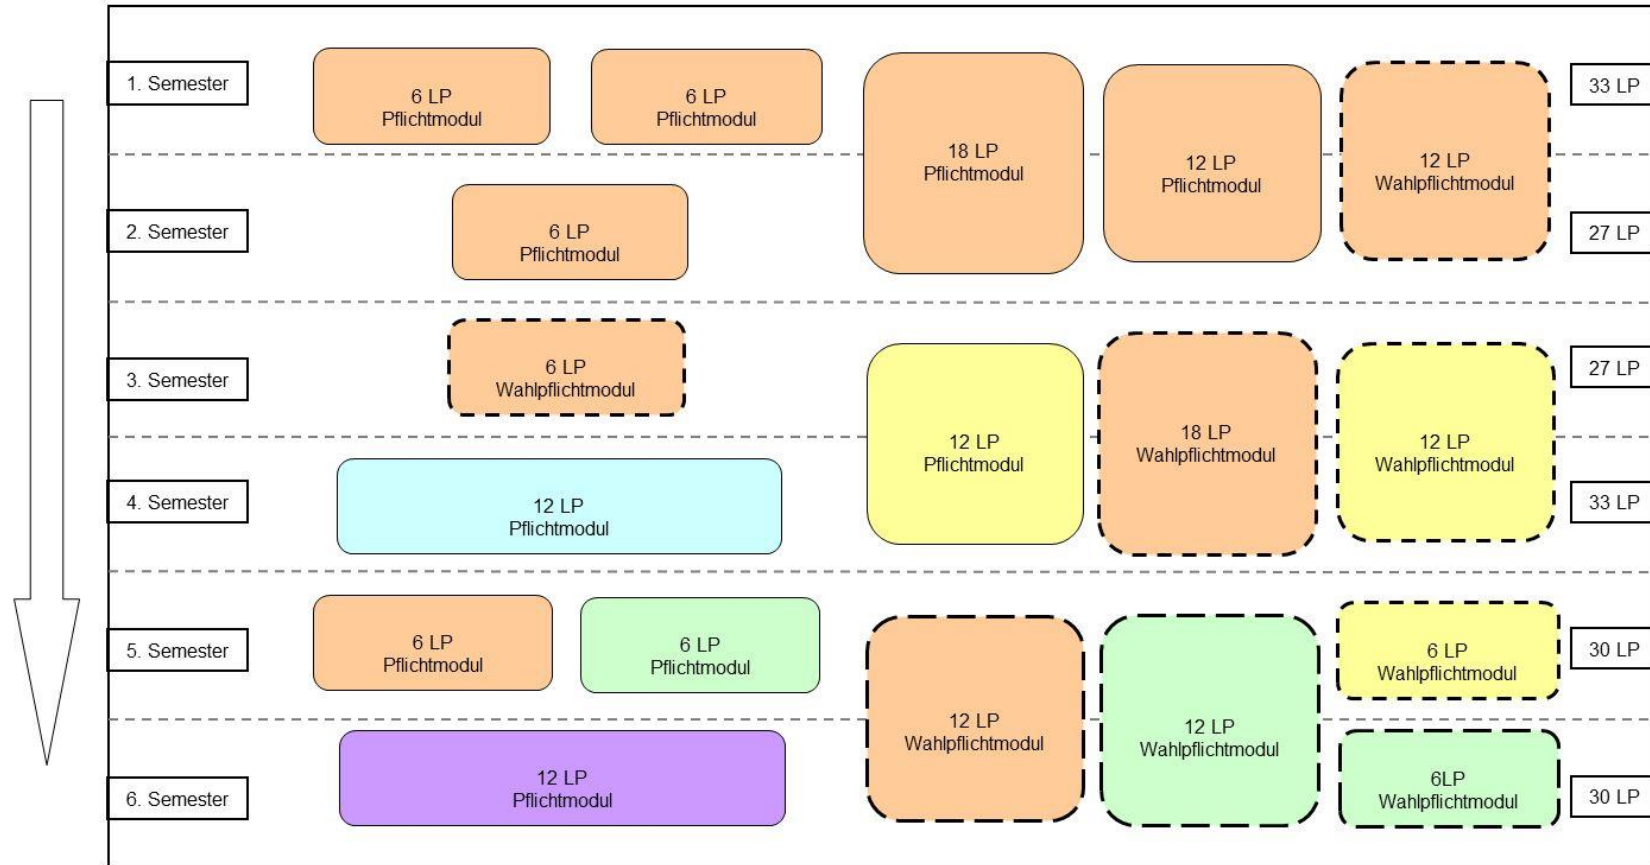 1. Semester
6 LP
Pflichtmodul
6 LP
Pflichtmodul
18 LP
Pflichtmodul
12 LP
Pflichtmodul
12 LP
Wahlpflichtmodul
33 LP
2. Semester
6 LP
Pflichtmodul
27 LP
3. Semester
6 LP
Wahlpflichtmodul
12 LP
Pflichtmodul
18 LP
Wahlpflichtmodul
12 LP
Wahlpflichtmodul
27 LP
4. Semester
12 LP
Pflichtmodul
33 LP
5. Semester
6 LP
Pflichtmodul
6 LP
Pflichtmodul
12 LP
Wahlpflichtmodul
12 LP
Wahlpflichtmodul
6 LP
Wahlpflichtmodul
30 LP
6. Semester
12 LP
Pflichtmodul
6LP
Wahlpflichtmodul
30 LP